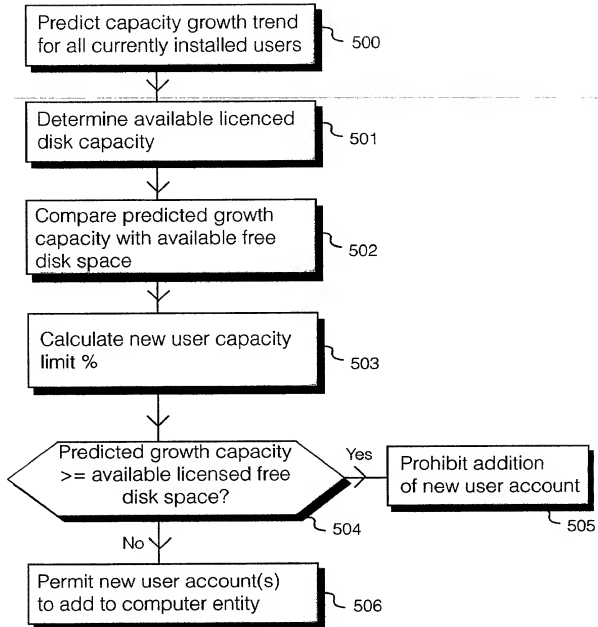 Predict capacity growth trend
for all currently installed users
500
Determine available licenced
disk capacity
501
Compare predicted growth
capacity with available free
disk space
502
Calculate new user capacity
limit %
503
Predicted growth capacity
>= available licensed free
disk space?
504
Yes
Prohibit addition
of new user account
505
No
Permit new user account(s)
to add to computer entity
506